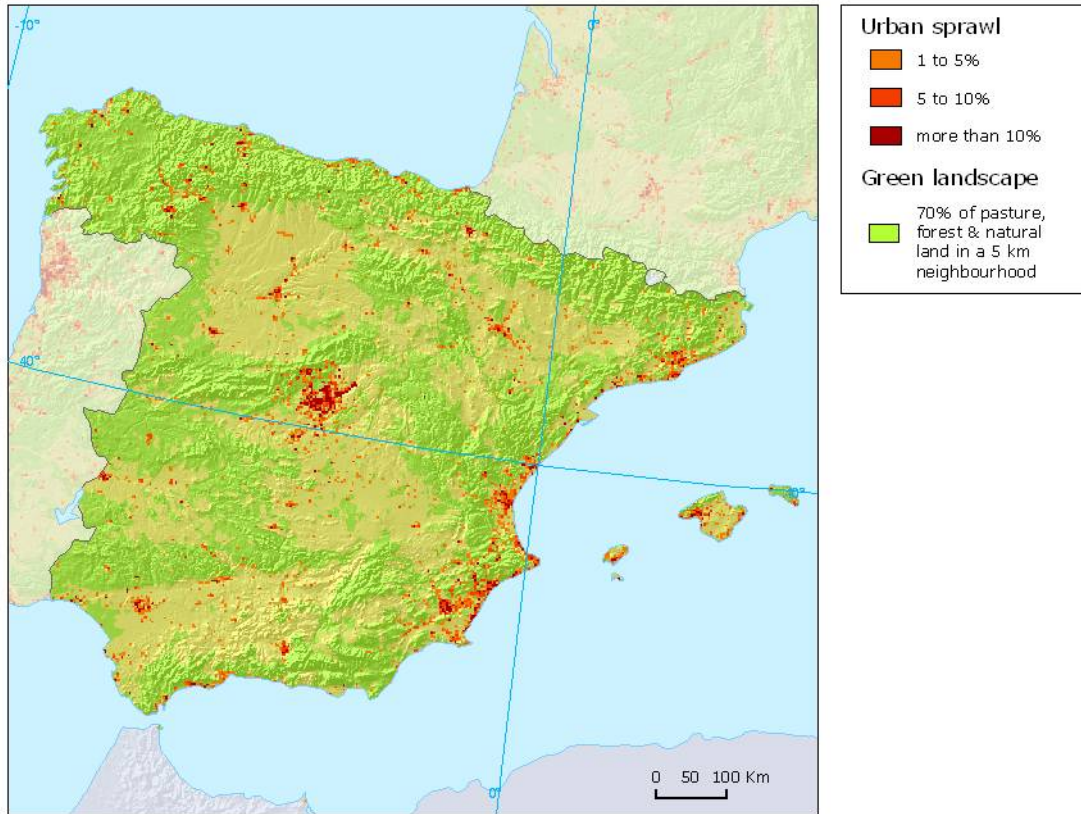 -10°
0°
40°
0°
0 50 100 Km
Urban sprawl
1 to 5%
5 to 10%
more than 10%
Green landscape
70% of pasture,
forest & natural
land in a 5 km
neighbourhood